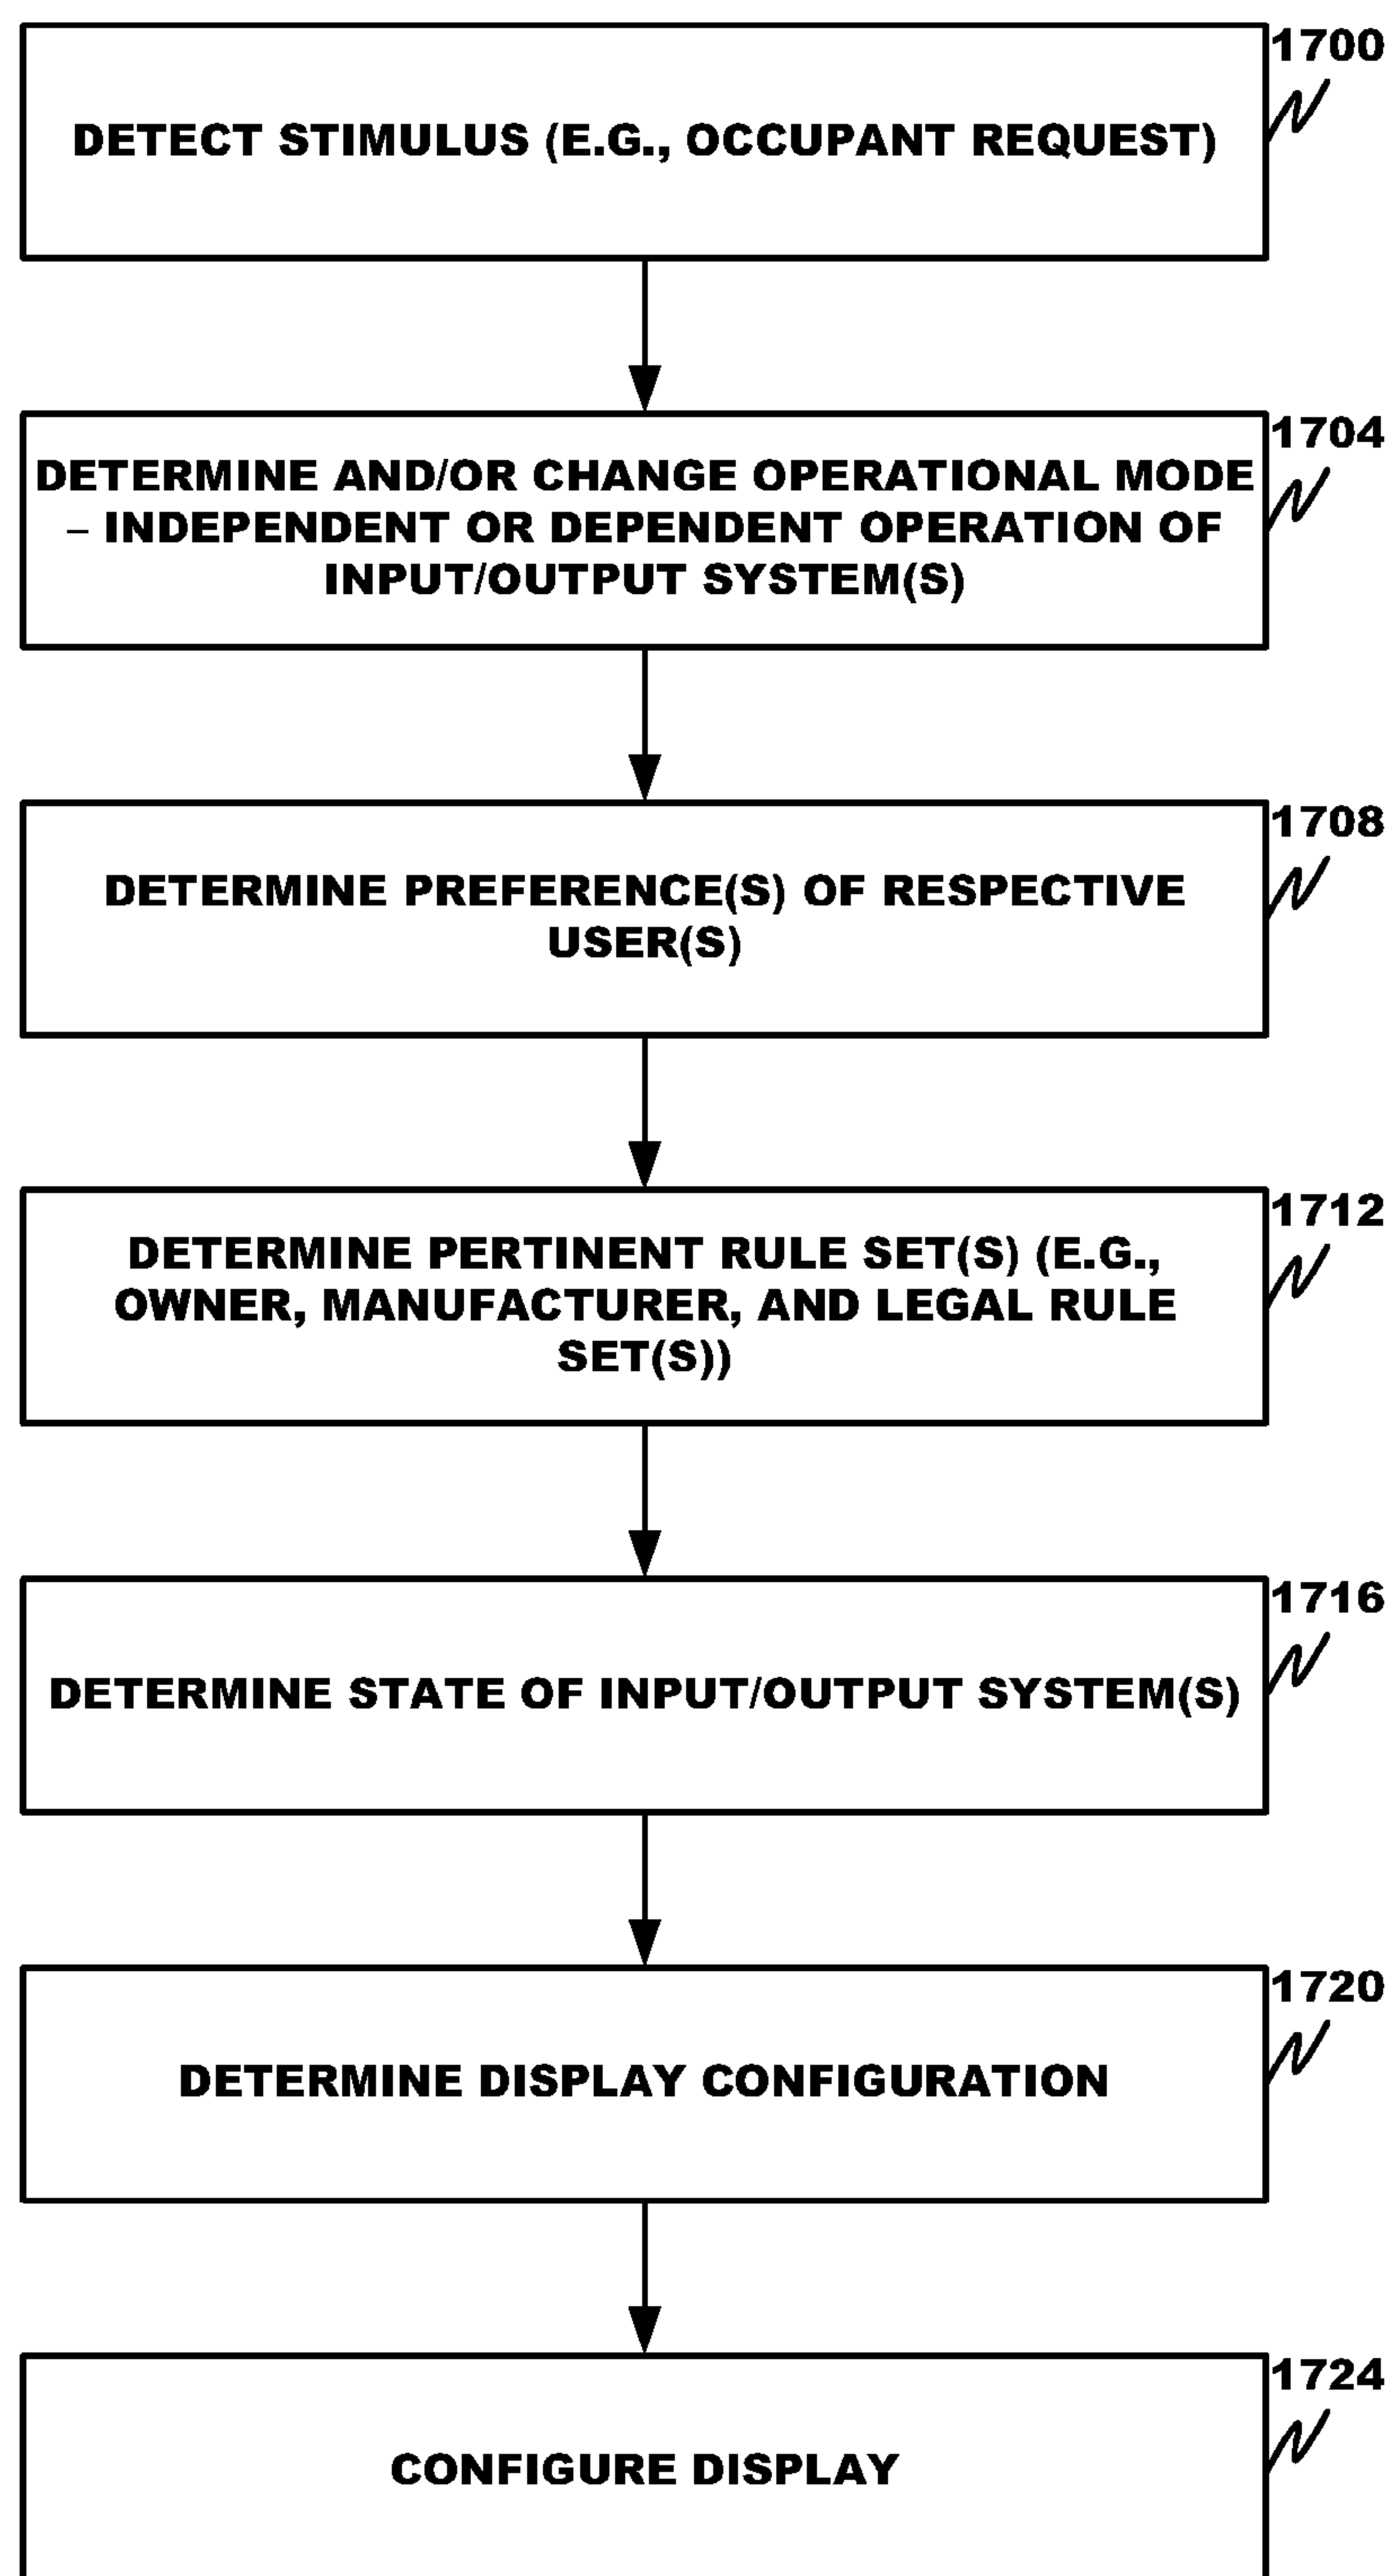 1700
DETECT STIMULUS (E.G., OCCUPANT REQUEST)
1704
DETERMINE AND/OR CHANGE OPERATIONAL MODE
– INDEPENDENT OR DEPENDENT OPERATION OF
INPUT/OUTPUT SYSTEM(S)
1708
DETERMINE PREFERENCE(S) OF RESPECTIVE
USER(S)
1712
DETERMINE PERTINENT RULE SET(S) (E.G.,
OWNER, MANUFACTURER, AND LEGAL RULE
SET(S))
1716
DETERMINE STATE OF INPUT/OUTPUT SYSTEM(S)
1720
DETERMINE DISPLAY CONFIGURATION
1724
CONFIGURE DISPLAY